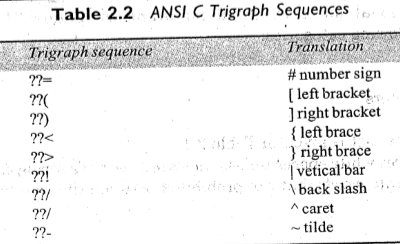 Table 2.2 ANSI C Trigraph Sequences
Trigraph sequence Translation
??= # number sign
??( [ left bracket
??) ] right bracket
??< { left brace
??> } right brace
??! | vetical bar
??/ \ back slash
??/ ^ caret
??- ~ tilde